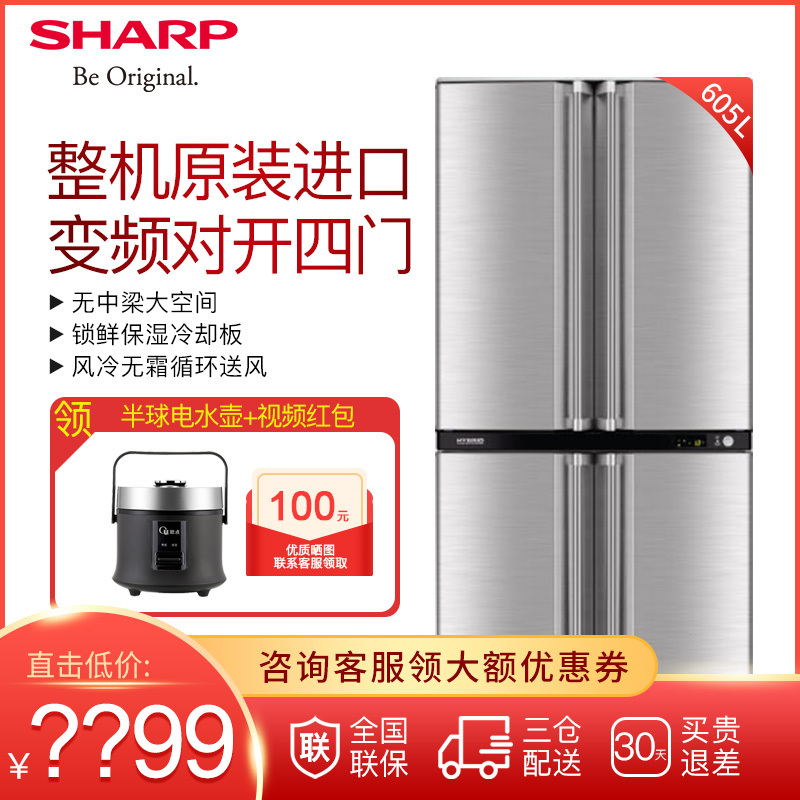 SHARP
Be Original.
605L
整机原装进口
变频对开四门
▶ 无中梁大空间
▶ 锁鲜保湿冷却板
▶ 风冷无霜循环送风
领 半球电水壶+视频红包
100元
优质晒图
联系客服领取
HYBRID
直击低价:
¥??99
咨询客服领大额优惠券
联 全国联保
三仓配送
30天 买贵退差